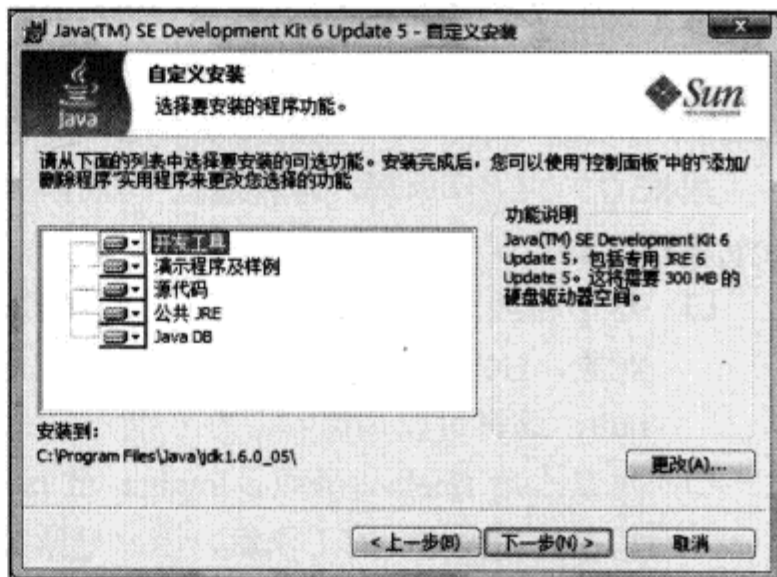 Java(TM) SE Development Kit 6 Update 5 - 自定义安装
自定义安装
选择要安装的程序功能。
Java
Sun
microsystems
请从下面的列表中选择要安装的可选功能。安装完成后，您可以使用"控制面板"中的"添加/
删除程序"实用程序来更改您选择的功能
开发工具
演示程序及样例
源代码
公共 JRE
Java DB
功能说明
Java(TM) SE Development Kit 6
Update 5，包括专用 JRE 6
Update 5。这将需要 300 MB 的
硬盘驱动器空间。
安装到：
C:\Program Files\Java\jdk1.6.0_05\
更改(A)...
<上一步(B)
下一步(N) >
取消